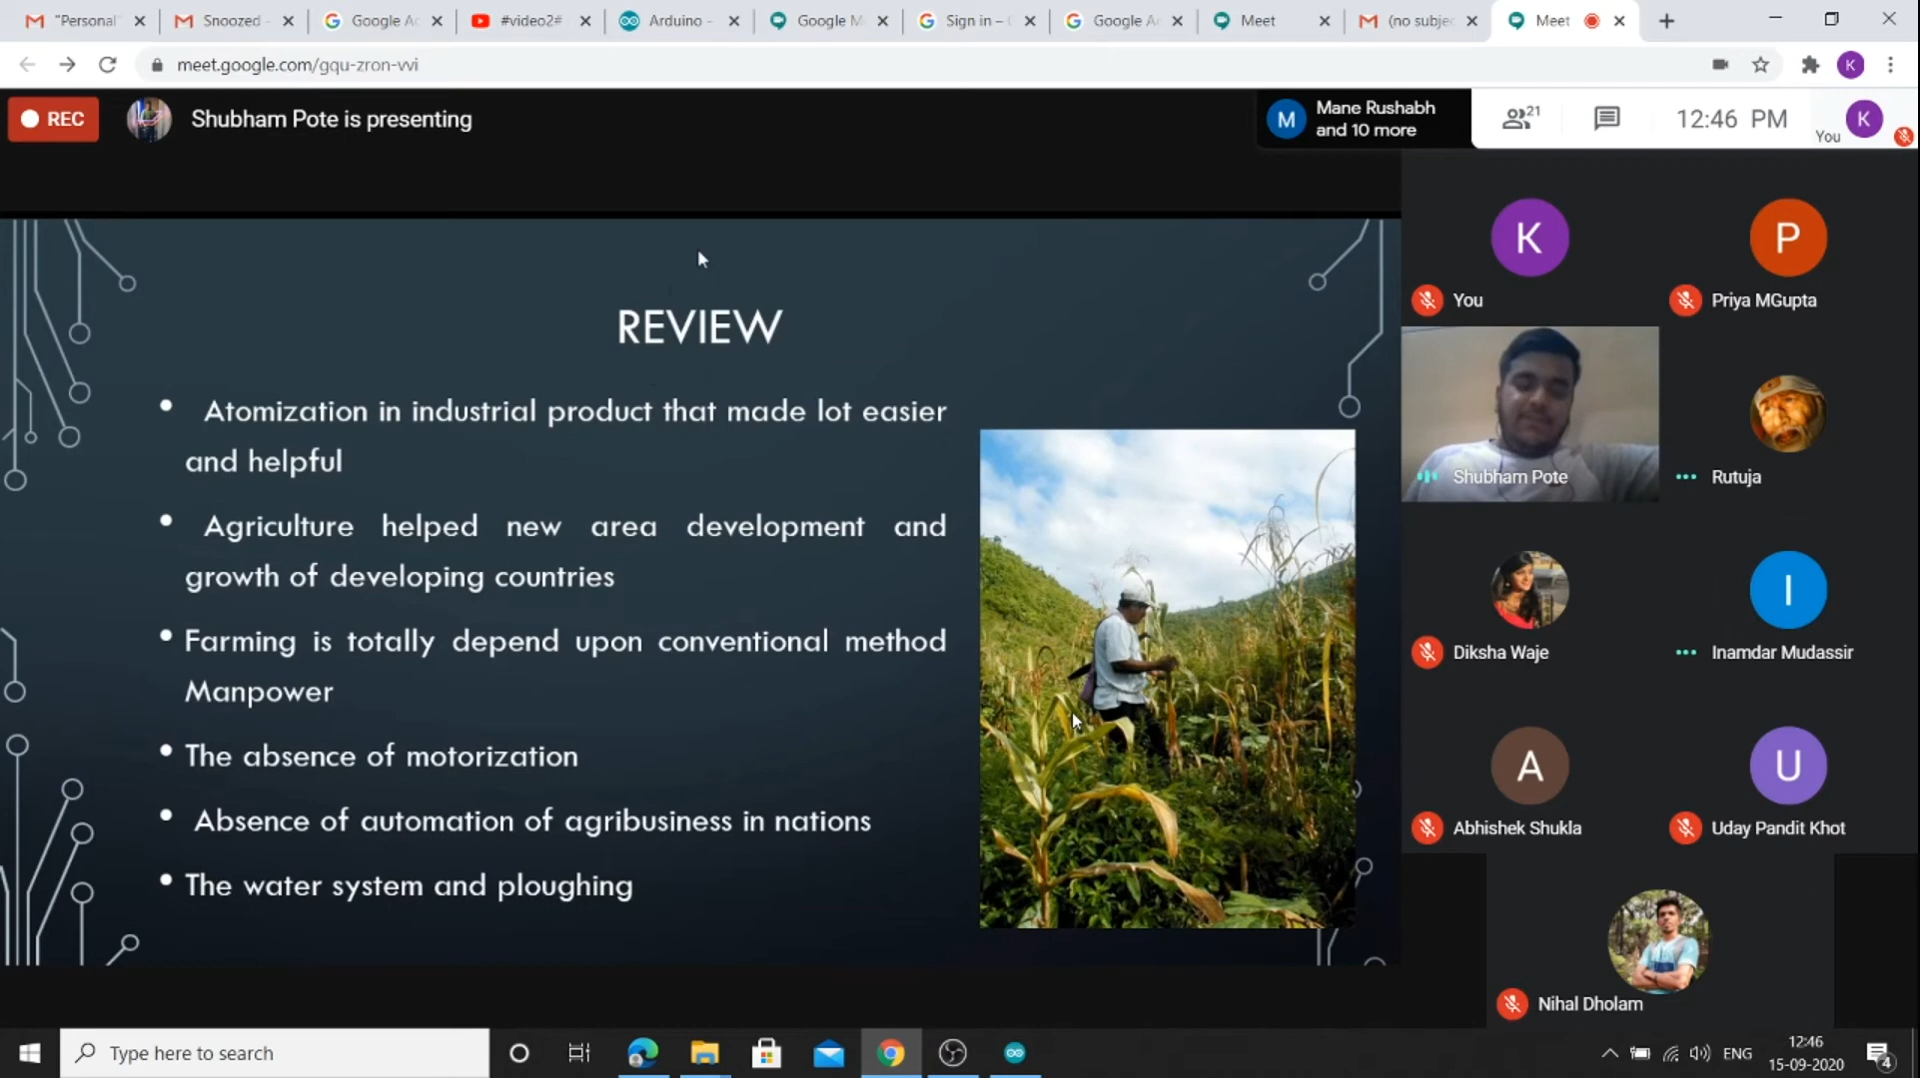 "Personal"
Snoozed -
Google Ac
#video2#
Arduino -
Google M
Sign in –
Google Ac
Meet
(no subje
Meet
meet.google.com/gqu-zron-vvi
K
REC
Shubham Pote is presenting
M
Mane Rushabh
and 10 more
21
12:46 PM
You
K
REVIEW
• Atomization in industrial product that made lot easier
and helpful
• Agriculture helped new area development and
growth of developing countries
• Farming is totally depend upon conventional method
Manpower
• The absence of motorization
• Absence of automation of agribusiness in nations
• The water system and ploughing
K
You
P
Priya MGupta
Shubham Pote
Rutuja
Diksha Waje
I
Inamdar Mudassir
A
Abhishek Shukla
U
Uday Pandit Khot
Nihal Dholam
Type here to search
ENG
12:46
15-09-2020
4